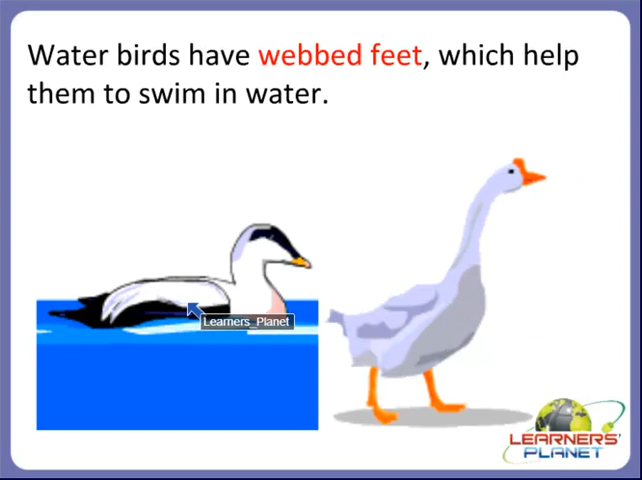 Water birds have webbed feet, which help
them to swim in water.
Learners_Planet
LEARNERS'
PLANET